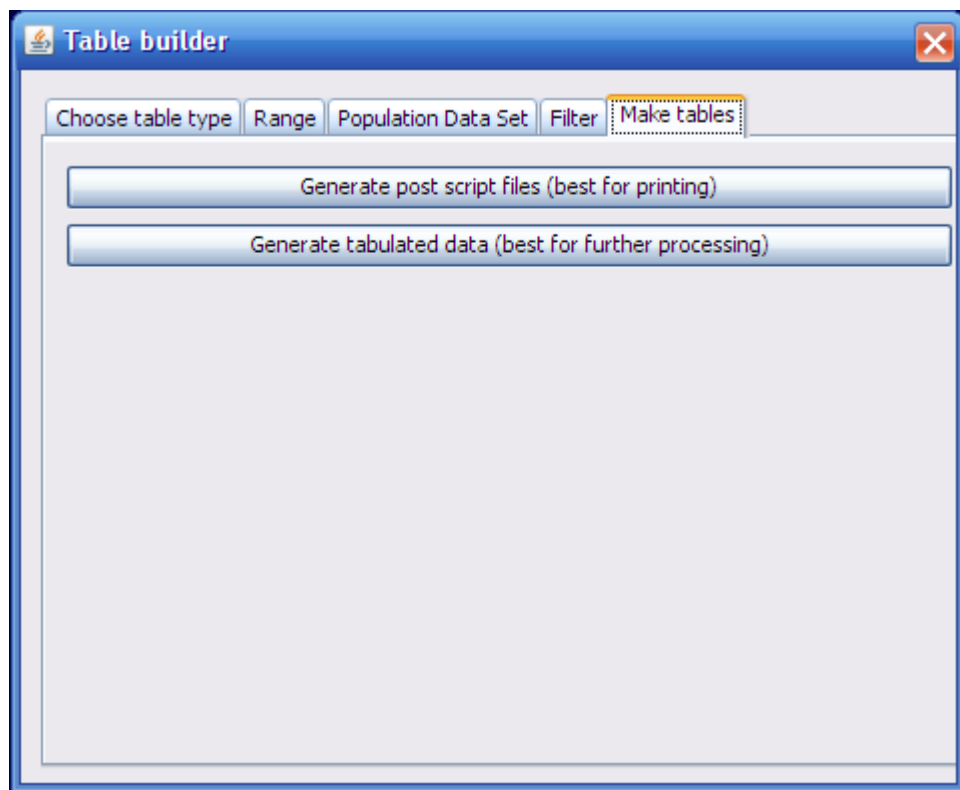 Table builder
Choose table type Range Population Data Set Filter Make tables
Generate post script files (best for printing)
Generate tabulated data (best for further processing)